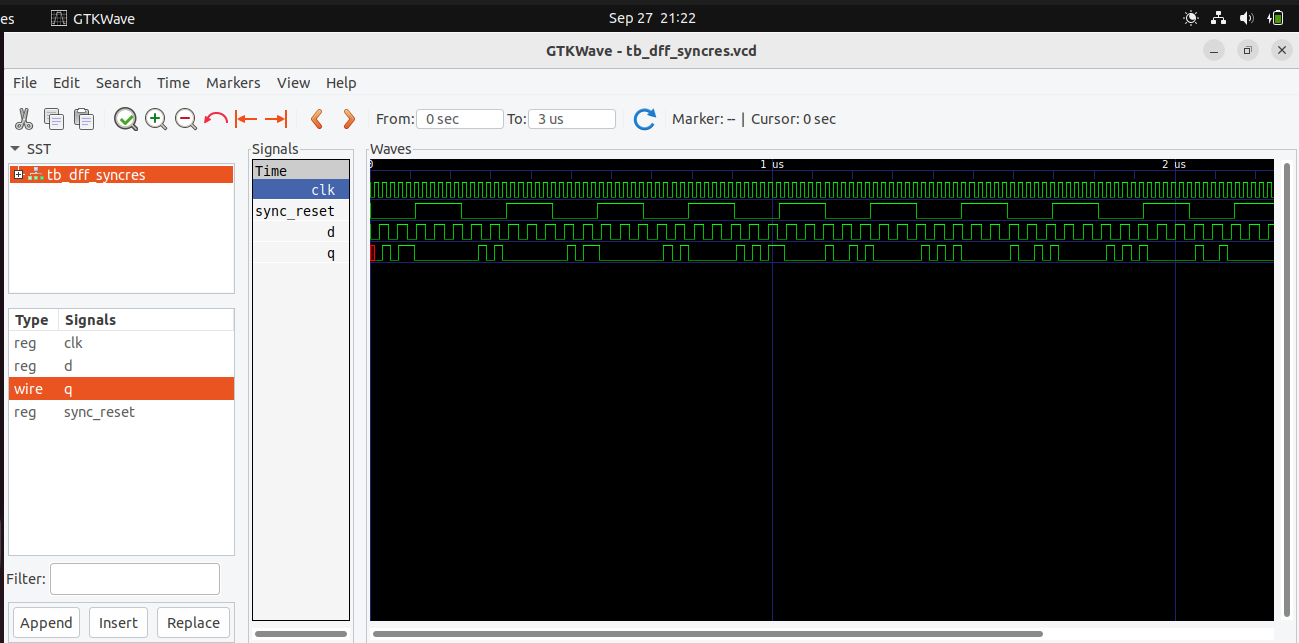 es GTKWave Sep 27 21:22
GTKWave - tb_dff_syncres.vcd
File Edit Search Time Markers View Help
From: 0 sec To: 3 us Marker: -- | Cursor: 0 sec
SST
tb_dff_syncres
Type Signals
reg clk
reg d
wire q
reg sync_reset
Filter:
Append Insert Replace
Signals
Time
clk
sync_reset
d
q
Waves
0 1 us 2 us